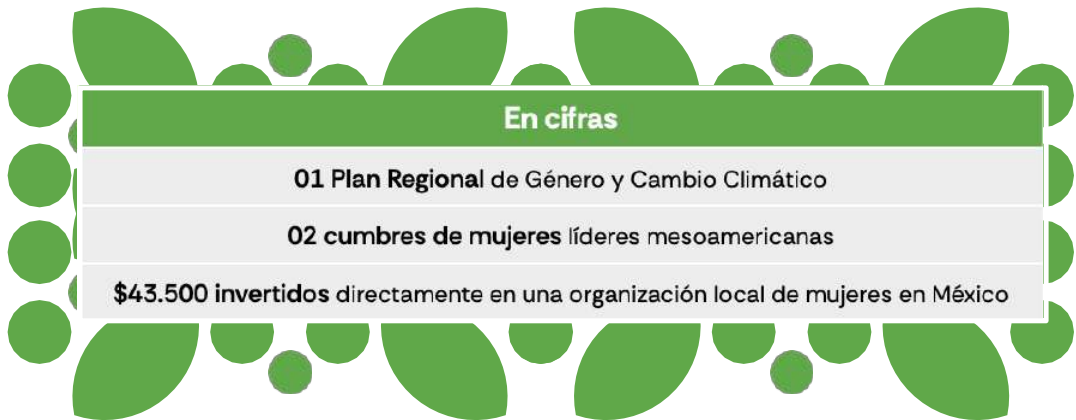 En cifras
01 Plan Regional de Género y Cambio Climático
02 cumbres de mujeres líderes mesoamericanas
$43.500 invertidos directamente en una organización local de mujeres en México